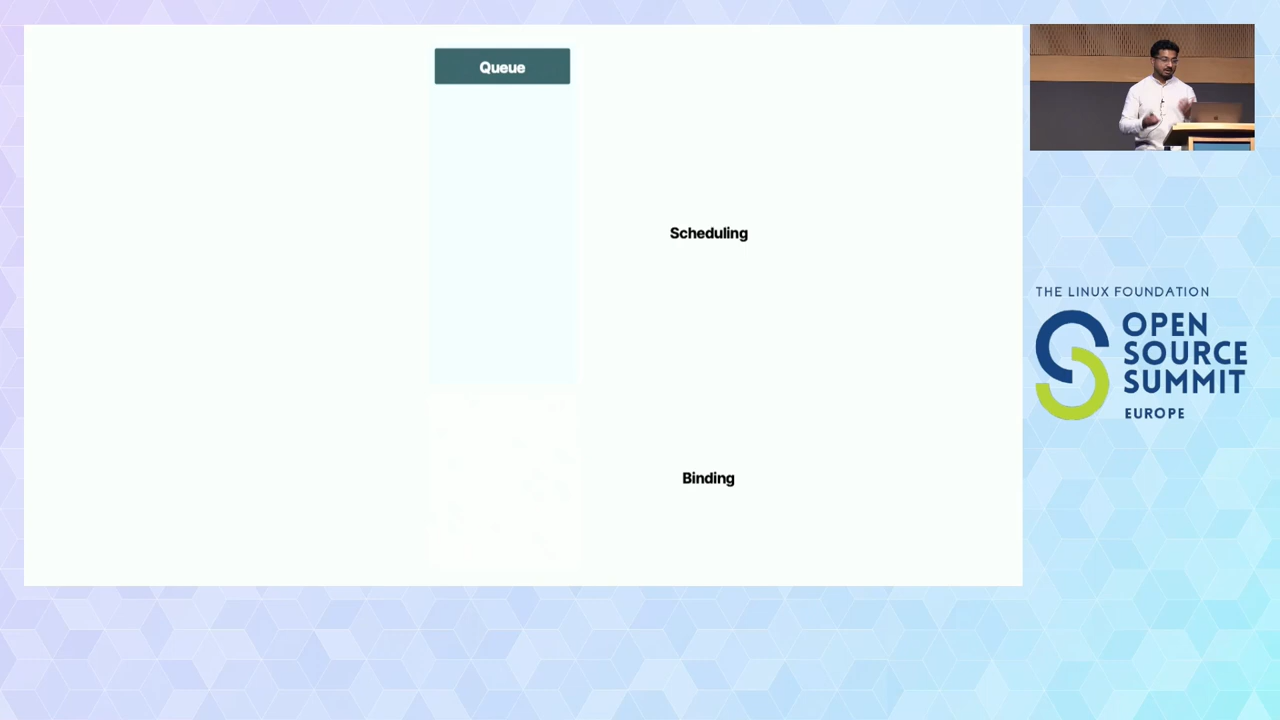 Queue
Scheduling
Binding
THE LINUX FOUNDATION
OPEN
SOURCE
SUMMIT
EUROPE